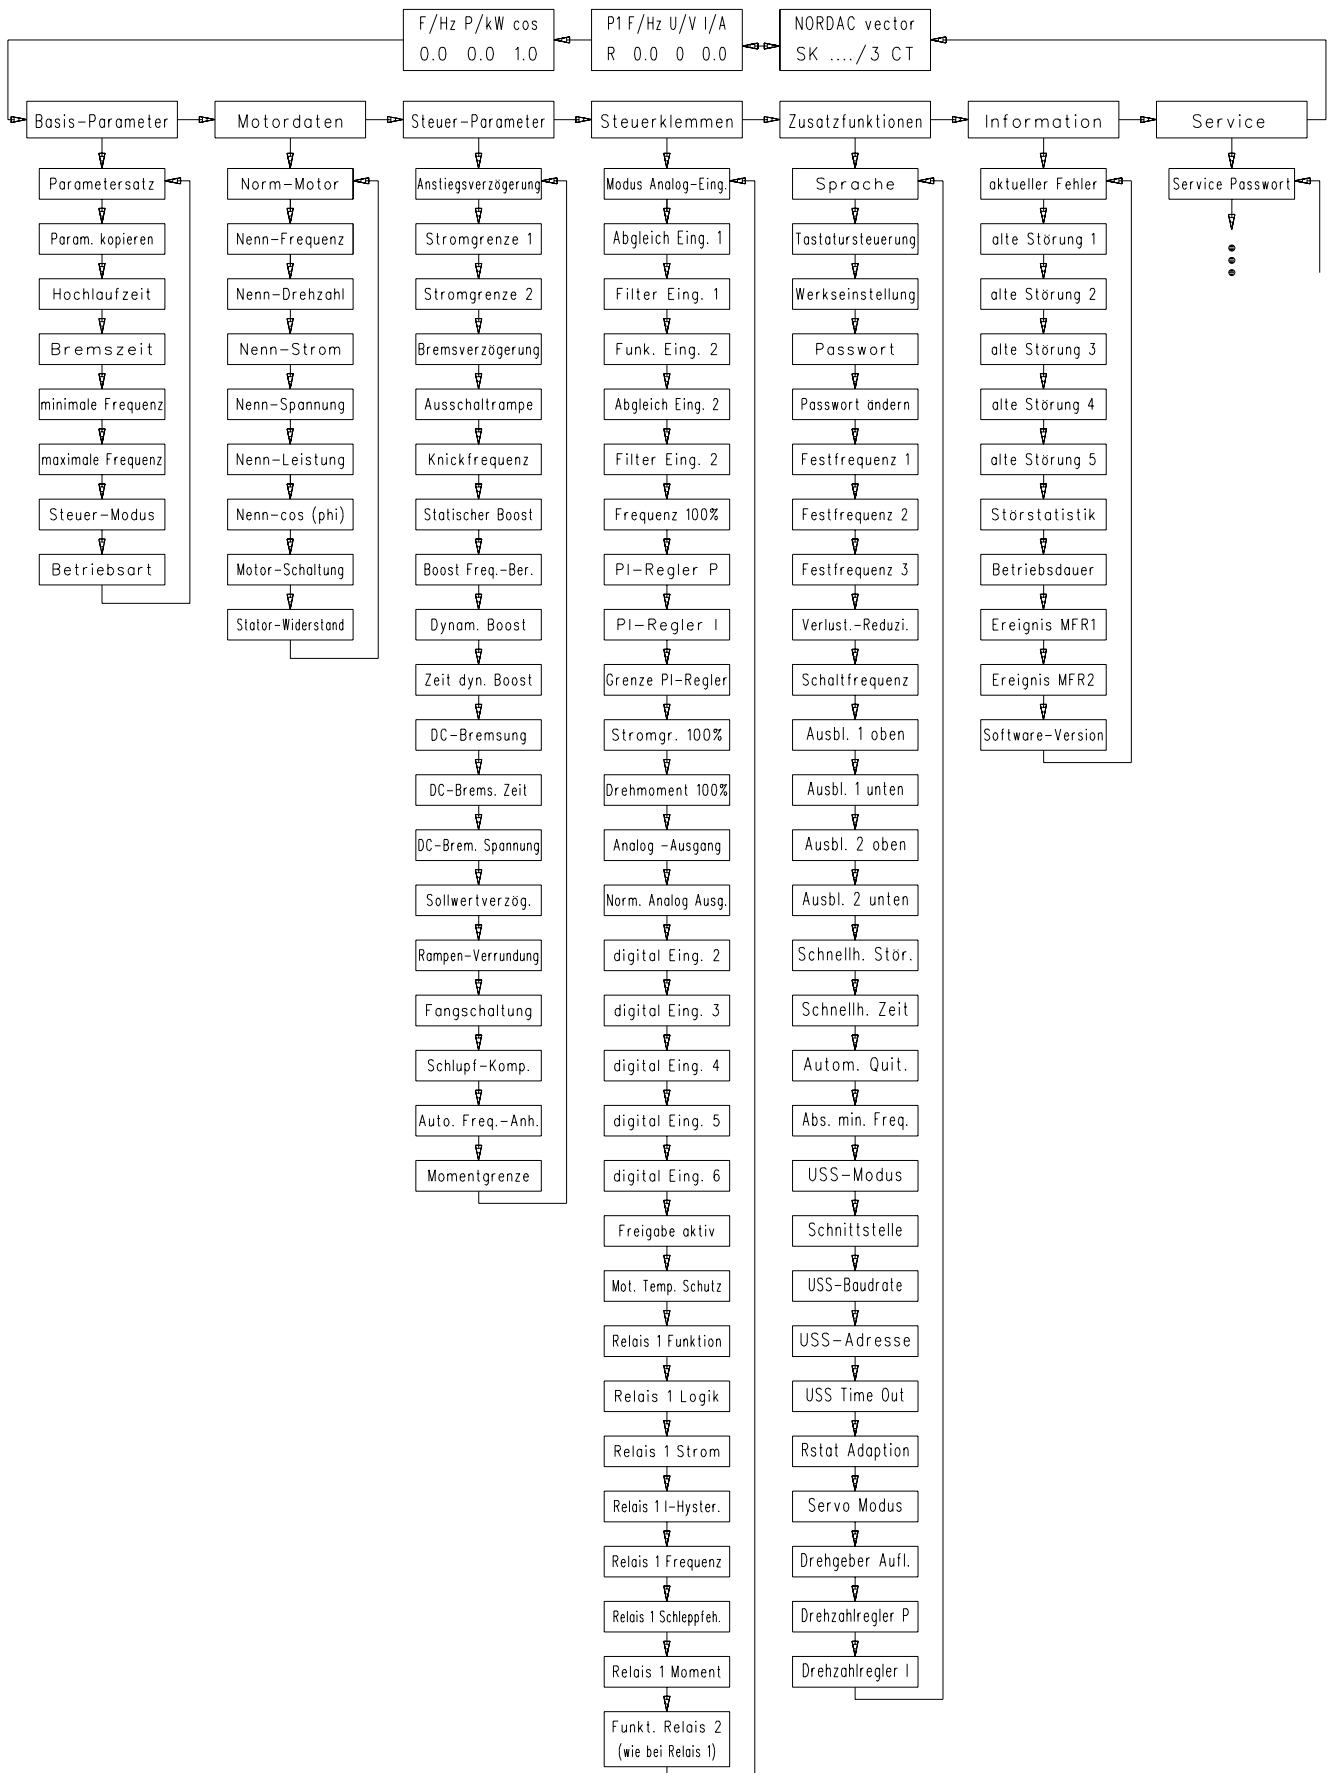 F/Hz P/kW cos
0.0 0.0 1.0
P1 F/Hz U/V I/A
R 0.0 0 0.0
NORDAC vector
SK ..../3 CT
Basis-Parameter
Motordaten
Steuer-Parameter
Steuerklemmen
Zusatzfunktionen
Information
Service
Parametersatz
Param. kopieren
Hochlaufzeit
Bremszeit
minimale Frequenz
maximale Frequenz
Steuer-Modus
Betriebsart
Norm-Motor
Nenn-Frequenz
Nenn-Drehzahl
Nenn-Strom
Nenn-Spannung
Nenn-Leistung
Nenn-cos (phi)
Motor-Schaltung
Stator-Widerstand
Anstiegsverzögerung
Stromgrenze 1
Stromgrenze 2
Bremsverzögerung
Ausschaltrampe
Knickfrequenz
Statischer Boost
Boost Freq.-Ber.
Dynam. Boost
Zeit dyn. Boost
DC-Bremsung
DC-Brems. Zeit
DC-Brem. Spannung
Sollwertverzög.
Rampen-Verrundung
Fangschaltung
Schlupf-Komp.
Auto. Freq.-Anh.
Momentgrenze
Modus Analog-Eing.
Abgleich Eing. 1
Filter Eing. 1
Funk. Eing. 2
Abgleich Eing. 2
Filter Eing. 2
Frequenz 100%
PI-Regler P
PI-Regler I
Grenze PI-Regler
Stromgr. 100%
Drehmoment 100%
Analog -Ausgang
Norm. Analog Ausg.
digital Eing. 2
digital Eing. 3
digital Eing. 4
digital Eing. 5
digital Eing. 6
Freigabe aktiv
Mot. Temp. Schutz
Relais 1 Funktion
Relais 1 Logik
Relais 1 Strom
Relais 1 I-Hyster.
Relais 1 Frequenz
Relais 1 Schleppfeh.
Relais 1 Moment
Funkt. Relais 2
(wie bei Relais 1)
Sprache
Tastatursteuerung
Werkseinstellung
Passwort
Passwort ändern
Festfrequenz 1
Festfrequenz 2
Festfrequenz 3
Verlust.-Reduzi.
Schaltfrequenz
Ausbl. 1 oben
Ausbl. 1 unten
Ausbl. 2 oben
Ausbl. 2 unten
Schnellh. Stör.
Schnellh. Zeit
Autom. Quit.
Abs. min. Freq.
USS-Modus
Schnittstelle
USS-Baudrate
USS-Adresse
USS Time Out
Rstat Adaption
Servo Modus
Drehgeber Aufl.
Drehzahlregler P
Drehzahlregler I
aktueller Fehler
alte Störung 1
alte Störung 2
alte Störung 3
alte Störung 4
alte Störung 5
Störstatistik
Betriebsdauer
Ereignis MFR1
Ereignis MFR2
Software-Version
Service Passwort